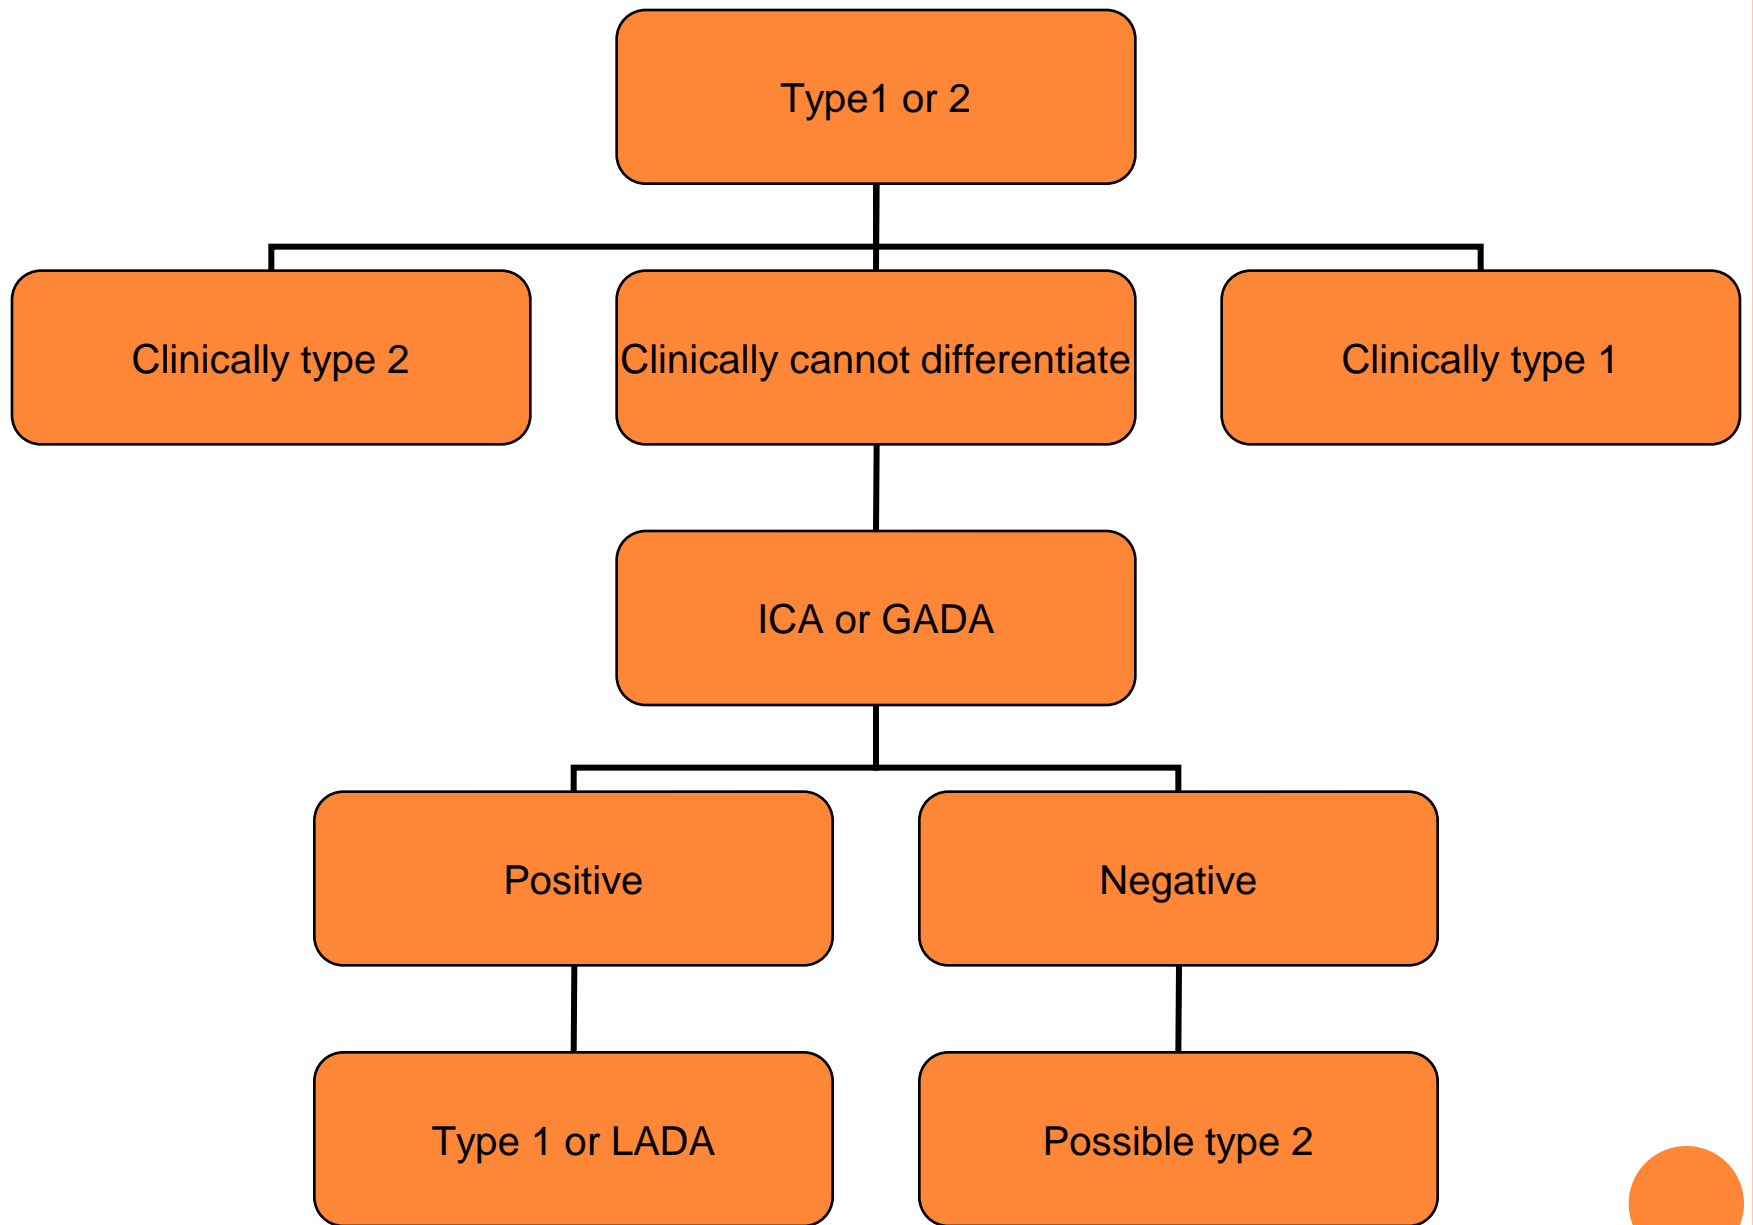 Type1 or 2
Clinically type 2
Clinically cannot differentiate
Clinically type 1
ICA or GADA
Positive
Negative
Type 1 or LADA
Possible type 2